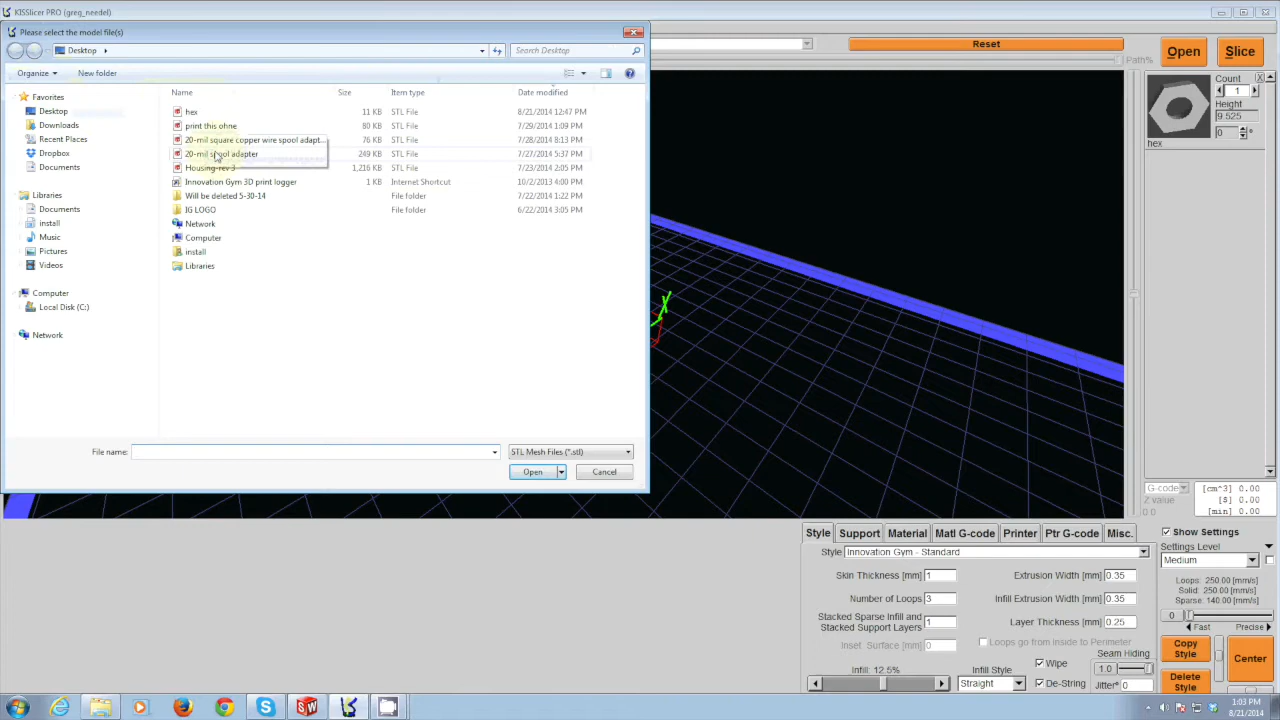 KISSlicer PRO (greg_needel)
Please select the model file(s)
Desktop
Search Desktop
Reset
Path%
Open
Slice
Organize
New folder
Name
Size
Item type
Date modified
Favorites
Desktop
Downloads
Recent Places
Dropbox
Documents
Libraries
Documents
install
Music
Pictures
Videos
Computer
Local Disk (C:)
Network
hex 11 KB STL File 8/21/2014 12:47 PM
print this ohne 80 KB STL File 7/29/2014 1:09 PM
20-mil square copper wire spool adapt... 76 KB STL File 7/28/2014 8:13 PM
20-mil spool adapter 249 KB STL File 7/27/2014 5:37 PM
Housing-rev 3 1,216 KB STL File 7/23/2014 2:05 PM
Innovation Gym 3D print logger 1 KB Internet Shortcut 10/2/2013 4:00 PM
Will be deleted 5-30-14 File folder 7/22/2014 1:22 PM
IG LOGO File folder 6/22/2014 3:05 PM
Network
Computer
install
Libraries
File name:
STL Mesh Files (*.stl)
Open
Cancel
Count
1
Height
9.525
0
hex
G-code
Z value
0.0
[cm^3] 0.00
[$] 0.00
[min] 0.00
Style
Support
Material
Matl G-code
Printer
Ptr G-code
Misc.
Style Innovation Gym - Standard
Skin Thickness [mm] 1
Extrusion Width [mm] 0.35
Number of Loops 3
Infill Extrusion Width [mm] 0.35
Stacked Sparse Infill and
Stacked Support Layers 1
Layer Thickness [mm] 0.25
Inset Surface [mm] 0
Loops go from Inside to Perimeter
Infill: 12.5%
Infill Style
Straight
Wipe
De-String
Seam Hiding
1.0
Jitter° 0
Show Settings
Settings Level
Medium
Loops: 250.00 [mm/s]
Solid: 250.00 [mm/s]
Sparse: 140.00 [mm/s]
0
Fast
Precise
Copy
Style
Center
Delete
Style
1:03 PM
8/21/2014